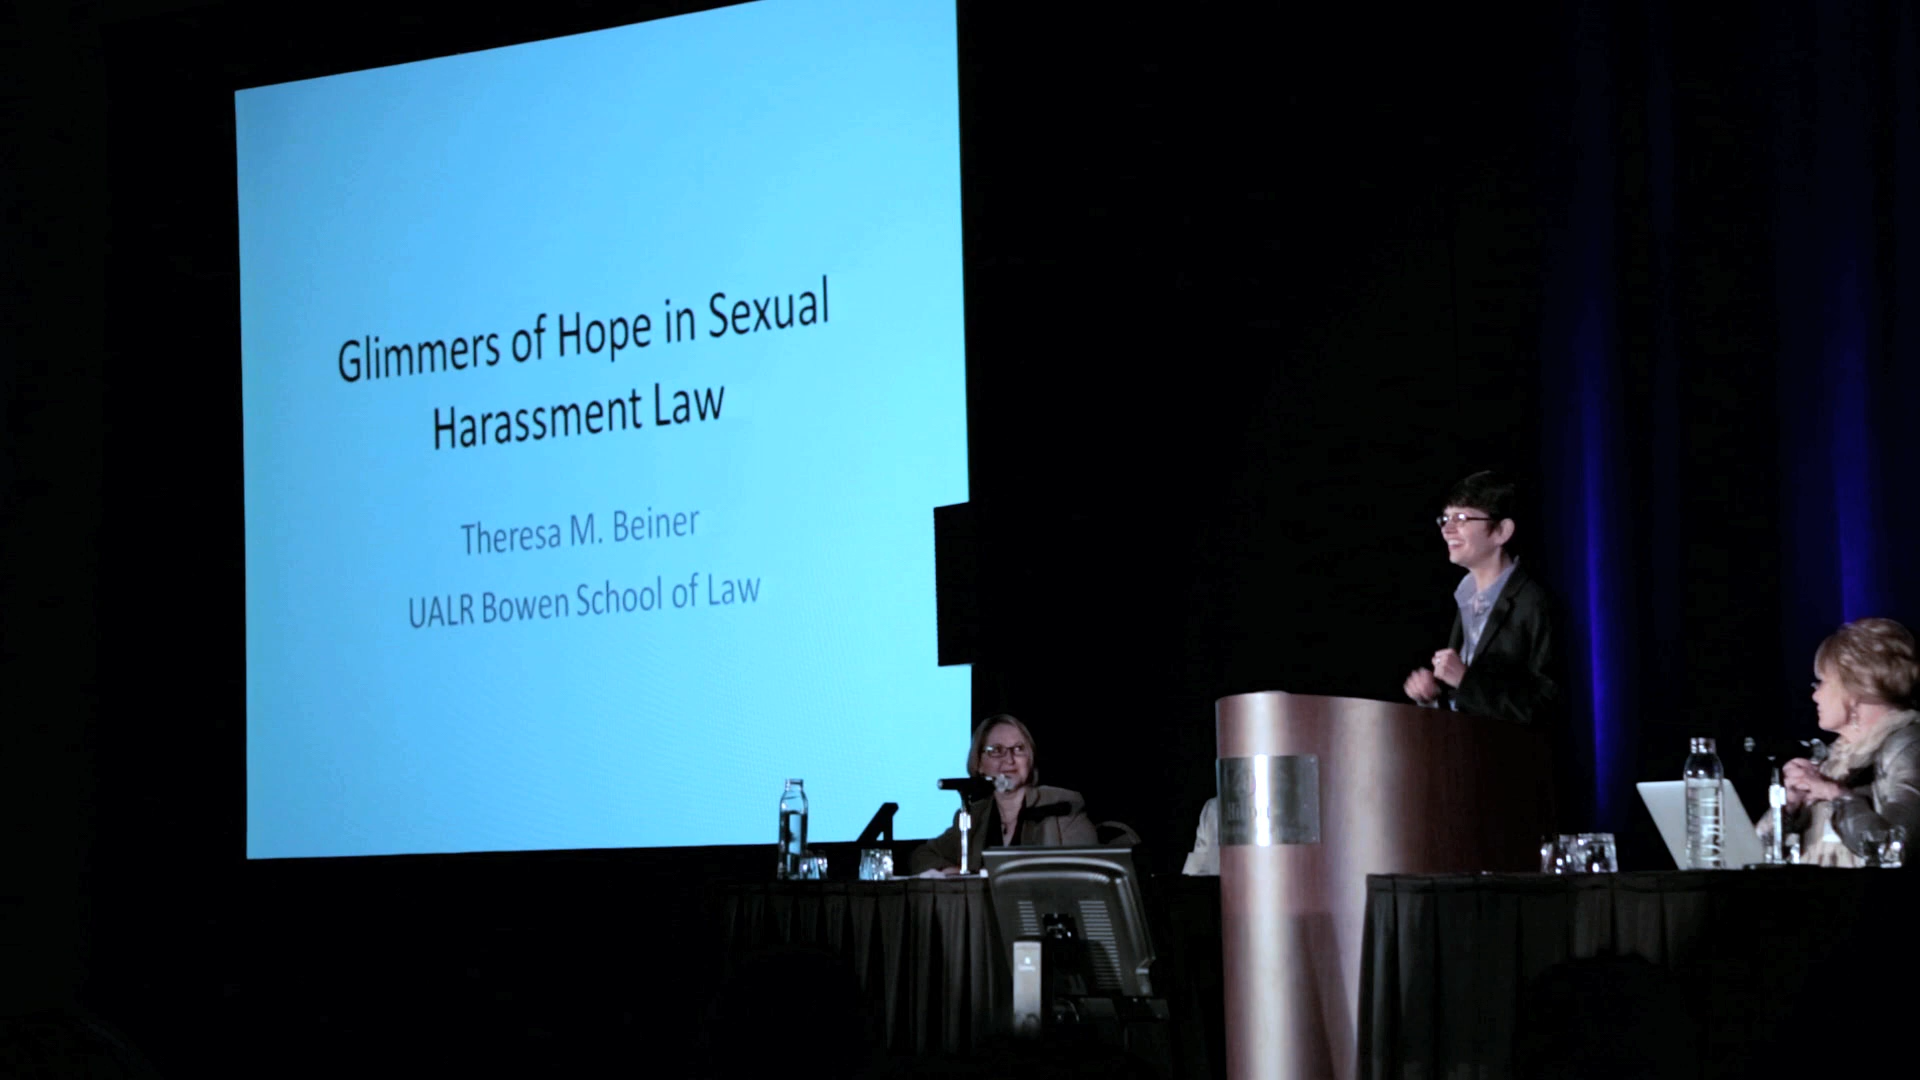 Glimmers of Hope in Sexual
Harassment Law
Theresa M. Beiner
UALR Bowen School of Law